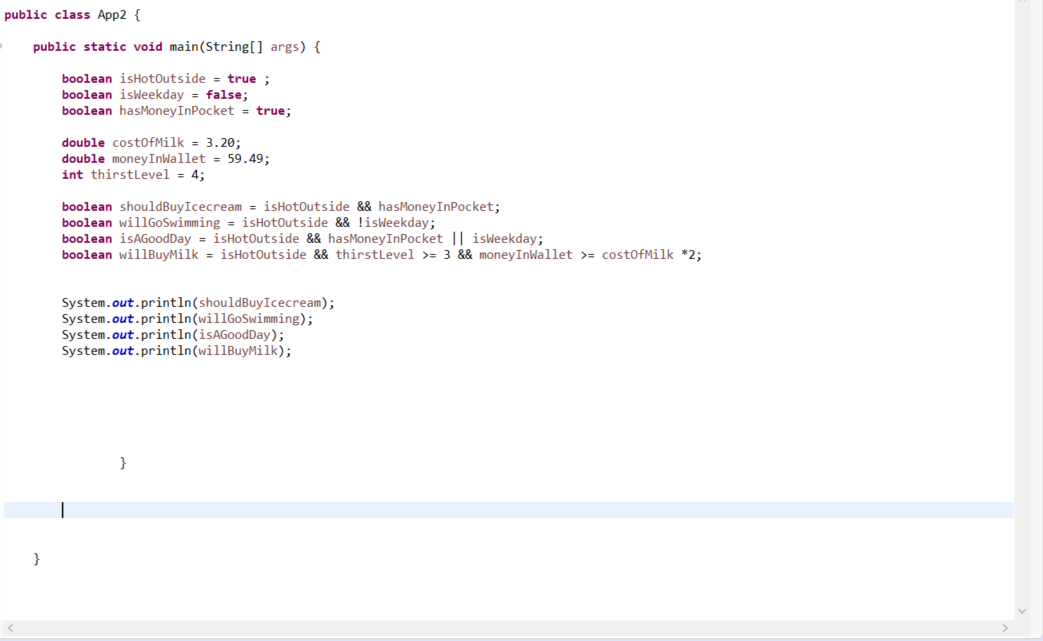 public class App2 {
public static void main(String[] args) {
boolean isHotOutside = true ;
boolean isWeekday = false;
boolean hasMoneyInPocket = true;
double costOfMilk = 3.20;
double moneyInWallet = 59.49;
int thirstLevel = 4;
boolean shouldBuyIcecream = isHotOutside && hasMoneyInPocket;
boolean willGoSwimming = isHotOutside && !isWeekday;
boolean isAGoodDay = isHotOutside && hasMoneyInPocket || isWeekday;
boolean willBuyMilk = isHotOutside && thirstLevel >= 3 && moneyInWallet >= costOfMilk *2;
System.out.println(shouldBuyIcecream);
System.out.println(willGoSwimming);
System.out.println(isAGoodDay);
System.out.println(willBuyMilk);
}
}